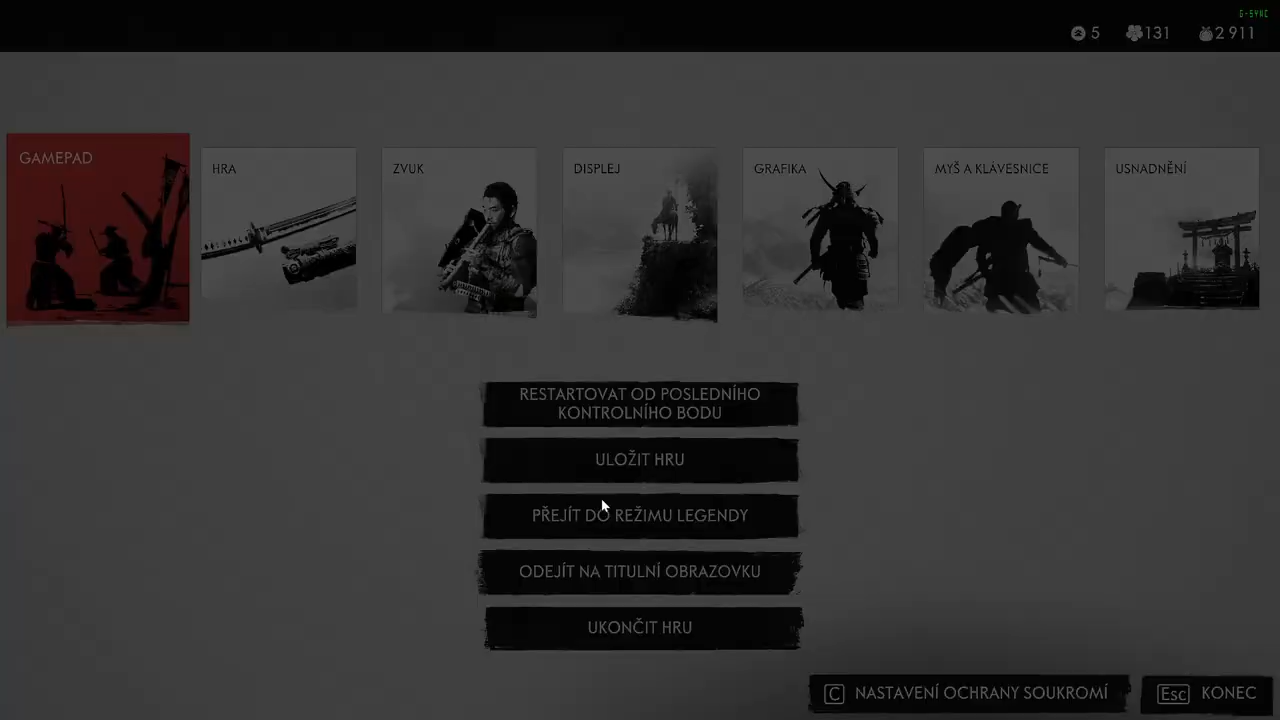 G-SYNC
5 131 2 911
GAMEPAD
HRA
ZVUK
DISPLEJ
GRAFIKA
MYŠ A KLÁVESNICE
USNADNĚNÍ
RESTARTOVAT OD POSLEDNÍHO
KONTROLNÍHO BODU
ULOŽIT HRU
PŘEJÍT DO REŽIMU LEGENDY
ODEJÍT NA TITULNÍ OBRAZOVKU
UKONČIT HRU
C NASTAVENÍ OCHRANY SOUKROMÍ
Esc KONEC